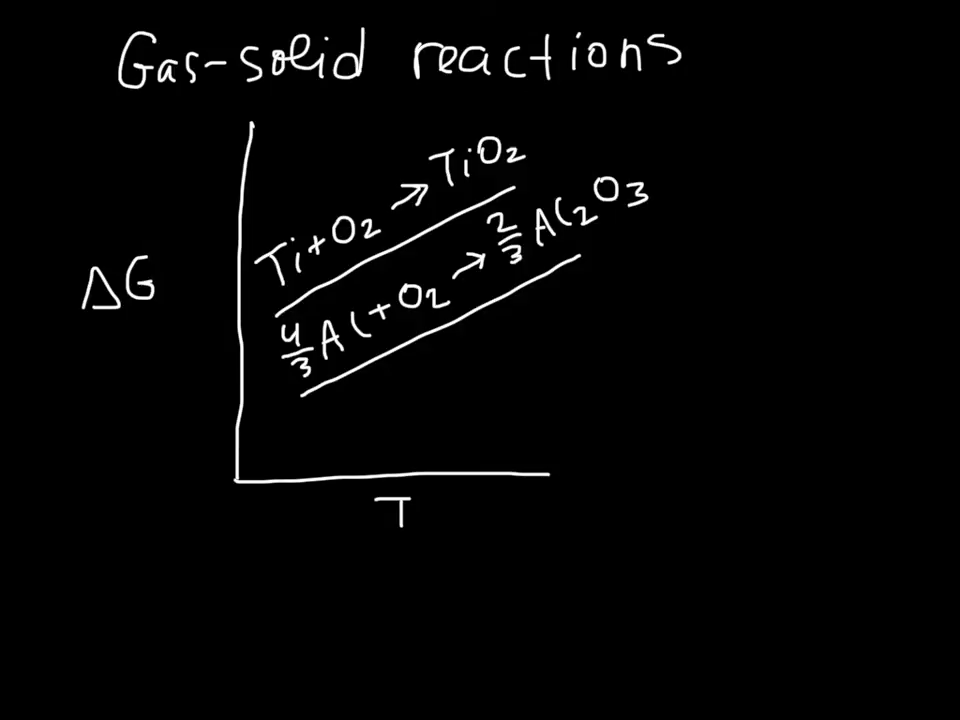 Gas-solid reactions
Ti+O2 → TiO2
4/3 Al+O2 → 2/3 Al2O3
ΔG
T